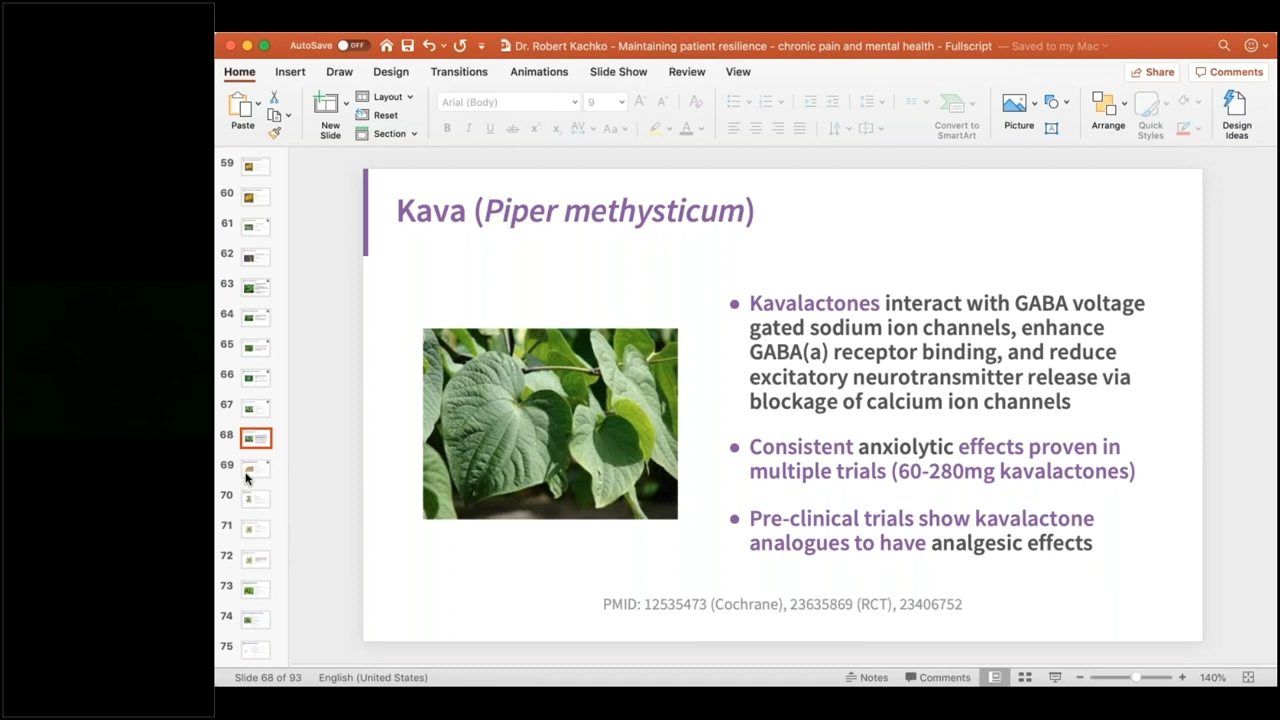 AutoSave OFF
Dr. Robert Kachko - Maintaining patient resilience - chronic pain and mental health - Fullscript — Saved to my Mac
Home Insert Draw Design Transitions Animations Slide Show Review View
Share Comments
Paste
New Slide
Layout
Reset
Section
Arial (Body) 9
Convert to SmartArt
Picture
Arrange
Quick Styles
Design Ideas
59
60
61
62
63
64
65
66
67
68
69
70
71
72
73
74
75
Kava (Piper methysticum)
Kavalactones interact with GABA voltage
gated sodium ion channels, enhance
GABA(a) receptor binding, and reduce
excitatory neurotransmitter release via
blockage of calcium ion channels
Consistent anxiolytic effects proven in
multiple trials (60-280mg kavalactones)
Pre-clinical trials show kavalactone
analogues to have analgesic effects
PMID: 12535473 (Cochrane), 23635869 (RCT), 23406752
Slide 68 of 93 English (United States)
Notes Comments 140%